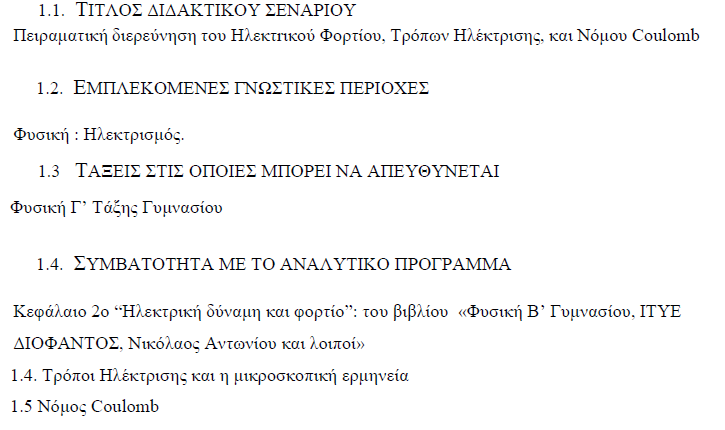 1.1. ΤΙΤΛΟΣ ΔΙΔΑΚΤΙΚΟΥ ΣΕΝΑΡΙΟΥ
Πειραματική διερεύνηση του Ηλεκτrικού Φορτίου, Τρόπων Ηλέκτρισης, και Νόμου Coulomb
1.2. ΕΜΠΛΕΚΟΜΕΝΕΣ ΓΝΩΣΤΙΚΕΣ ΠΕΡΙΟΧΕΣ
Φυσική : Ηλεκτρισμός.
1.3 ΤΑΞΕΙΣ ΣΤΙΣ ΟΠΟΙΕΣ ΜΠΟΡΕΙ ΝΑ ΑΠΕΥΘΥΝΕΤΑΙ
Φυσική Γ’ Τάξης Γυμνασίου
1.4. ΣΥΜΒΑΤΟΤΗΤΑ ΜΕ ΤΟ ΑΝΑΛΥΤΙΚΟ ΠΡΟΓΡΑΜΜΑ
Κεφάλαιο 2ο “Ηλεκτρική δύναμη και φορτίο”: του βιβλίου «Φυσική Β’ Γυμνασίου, ΙΤΥΕ
ΔΙΟΦΑΝΤΟΣ, Νικόλαος Αντωνίου και λοιποί»
1.4. Τρόποι Ηλέκτρισης και η μικροσκοπική ερμηνεία
1.5 Νόμος Coulomb